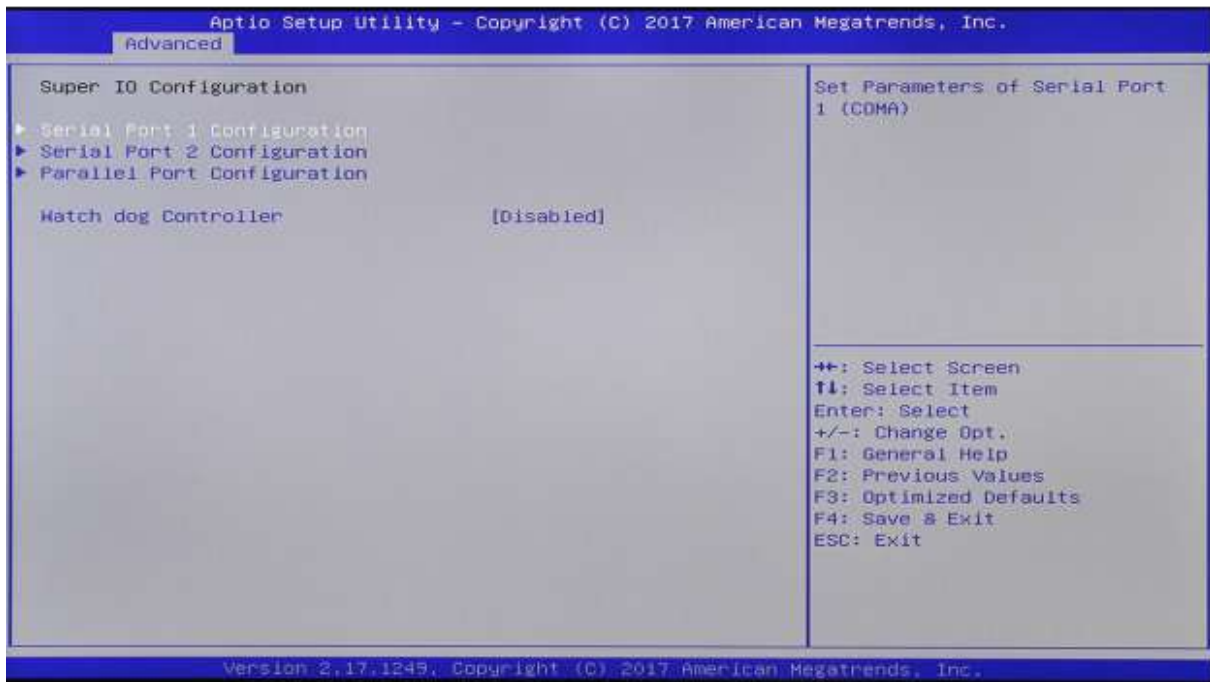 Aptio Setup Utility – Copyright (C) 2017 American Megatrends, Inc.
Advanced
Super IO Configuration
► Serial Port 1 Configuration
► Serial Port 2 Configuration
► Parallel Port Configuration
Watch dog Controller [Disabled]
Set Parameters of Serial Port
1 (COMA)
→←: Select Screen
↑↓: Select Item
Enter: Select
+/-: Change Opt.
F1: General Help
F2: Previous Values
F3: Optimized Defaults
F4: Save & Exit
ESC: Exit
Version 2.17.1249. Copyright (C) 2017 American Megatrends, Inc.